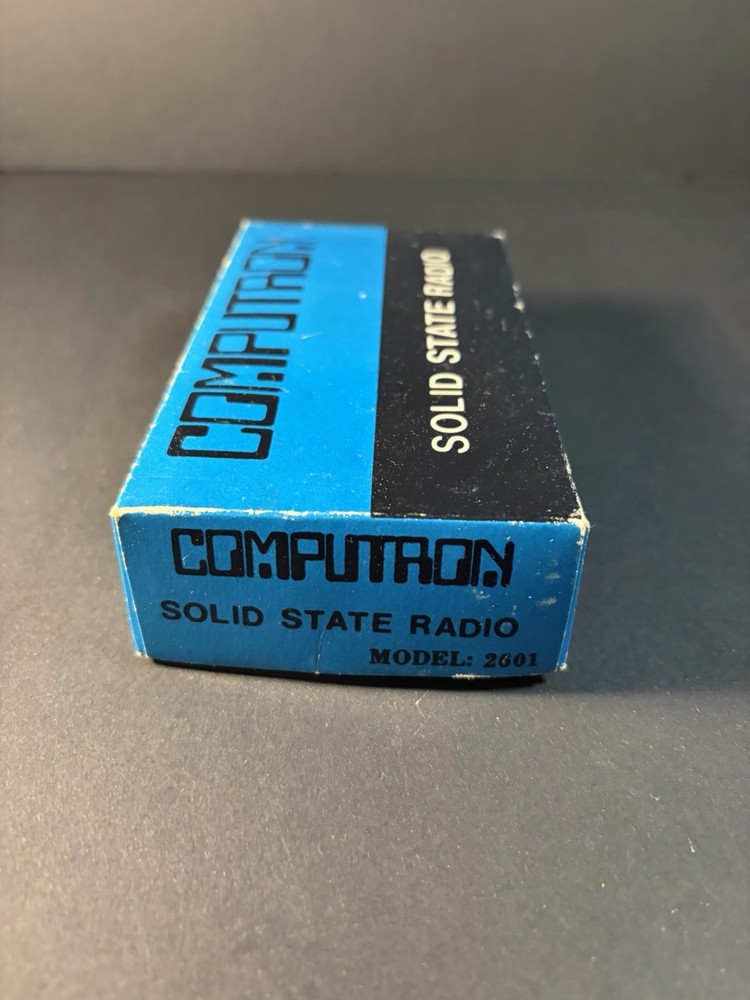 COMPUTRON
SOLID STATE RADIO
COMPUTRON
SOLID STATE RADIO
MODEL: 2601